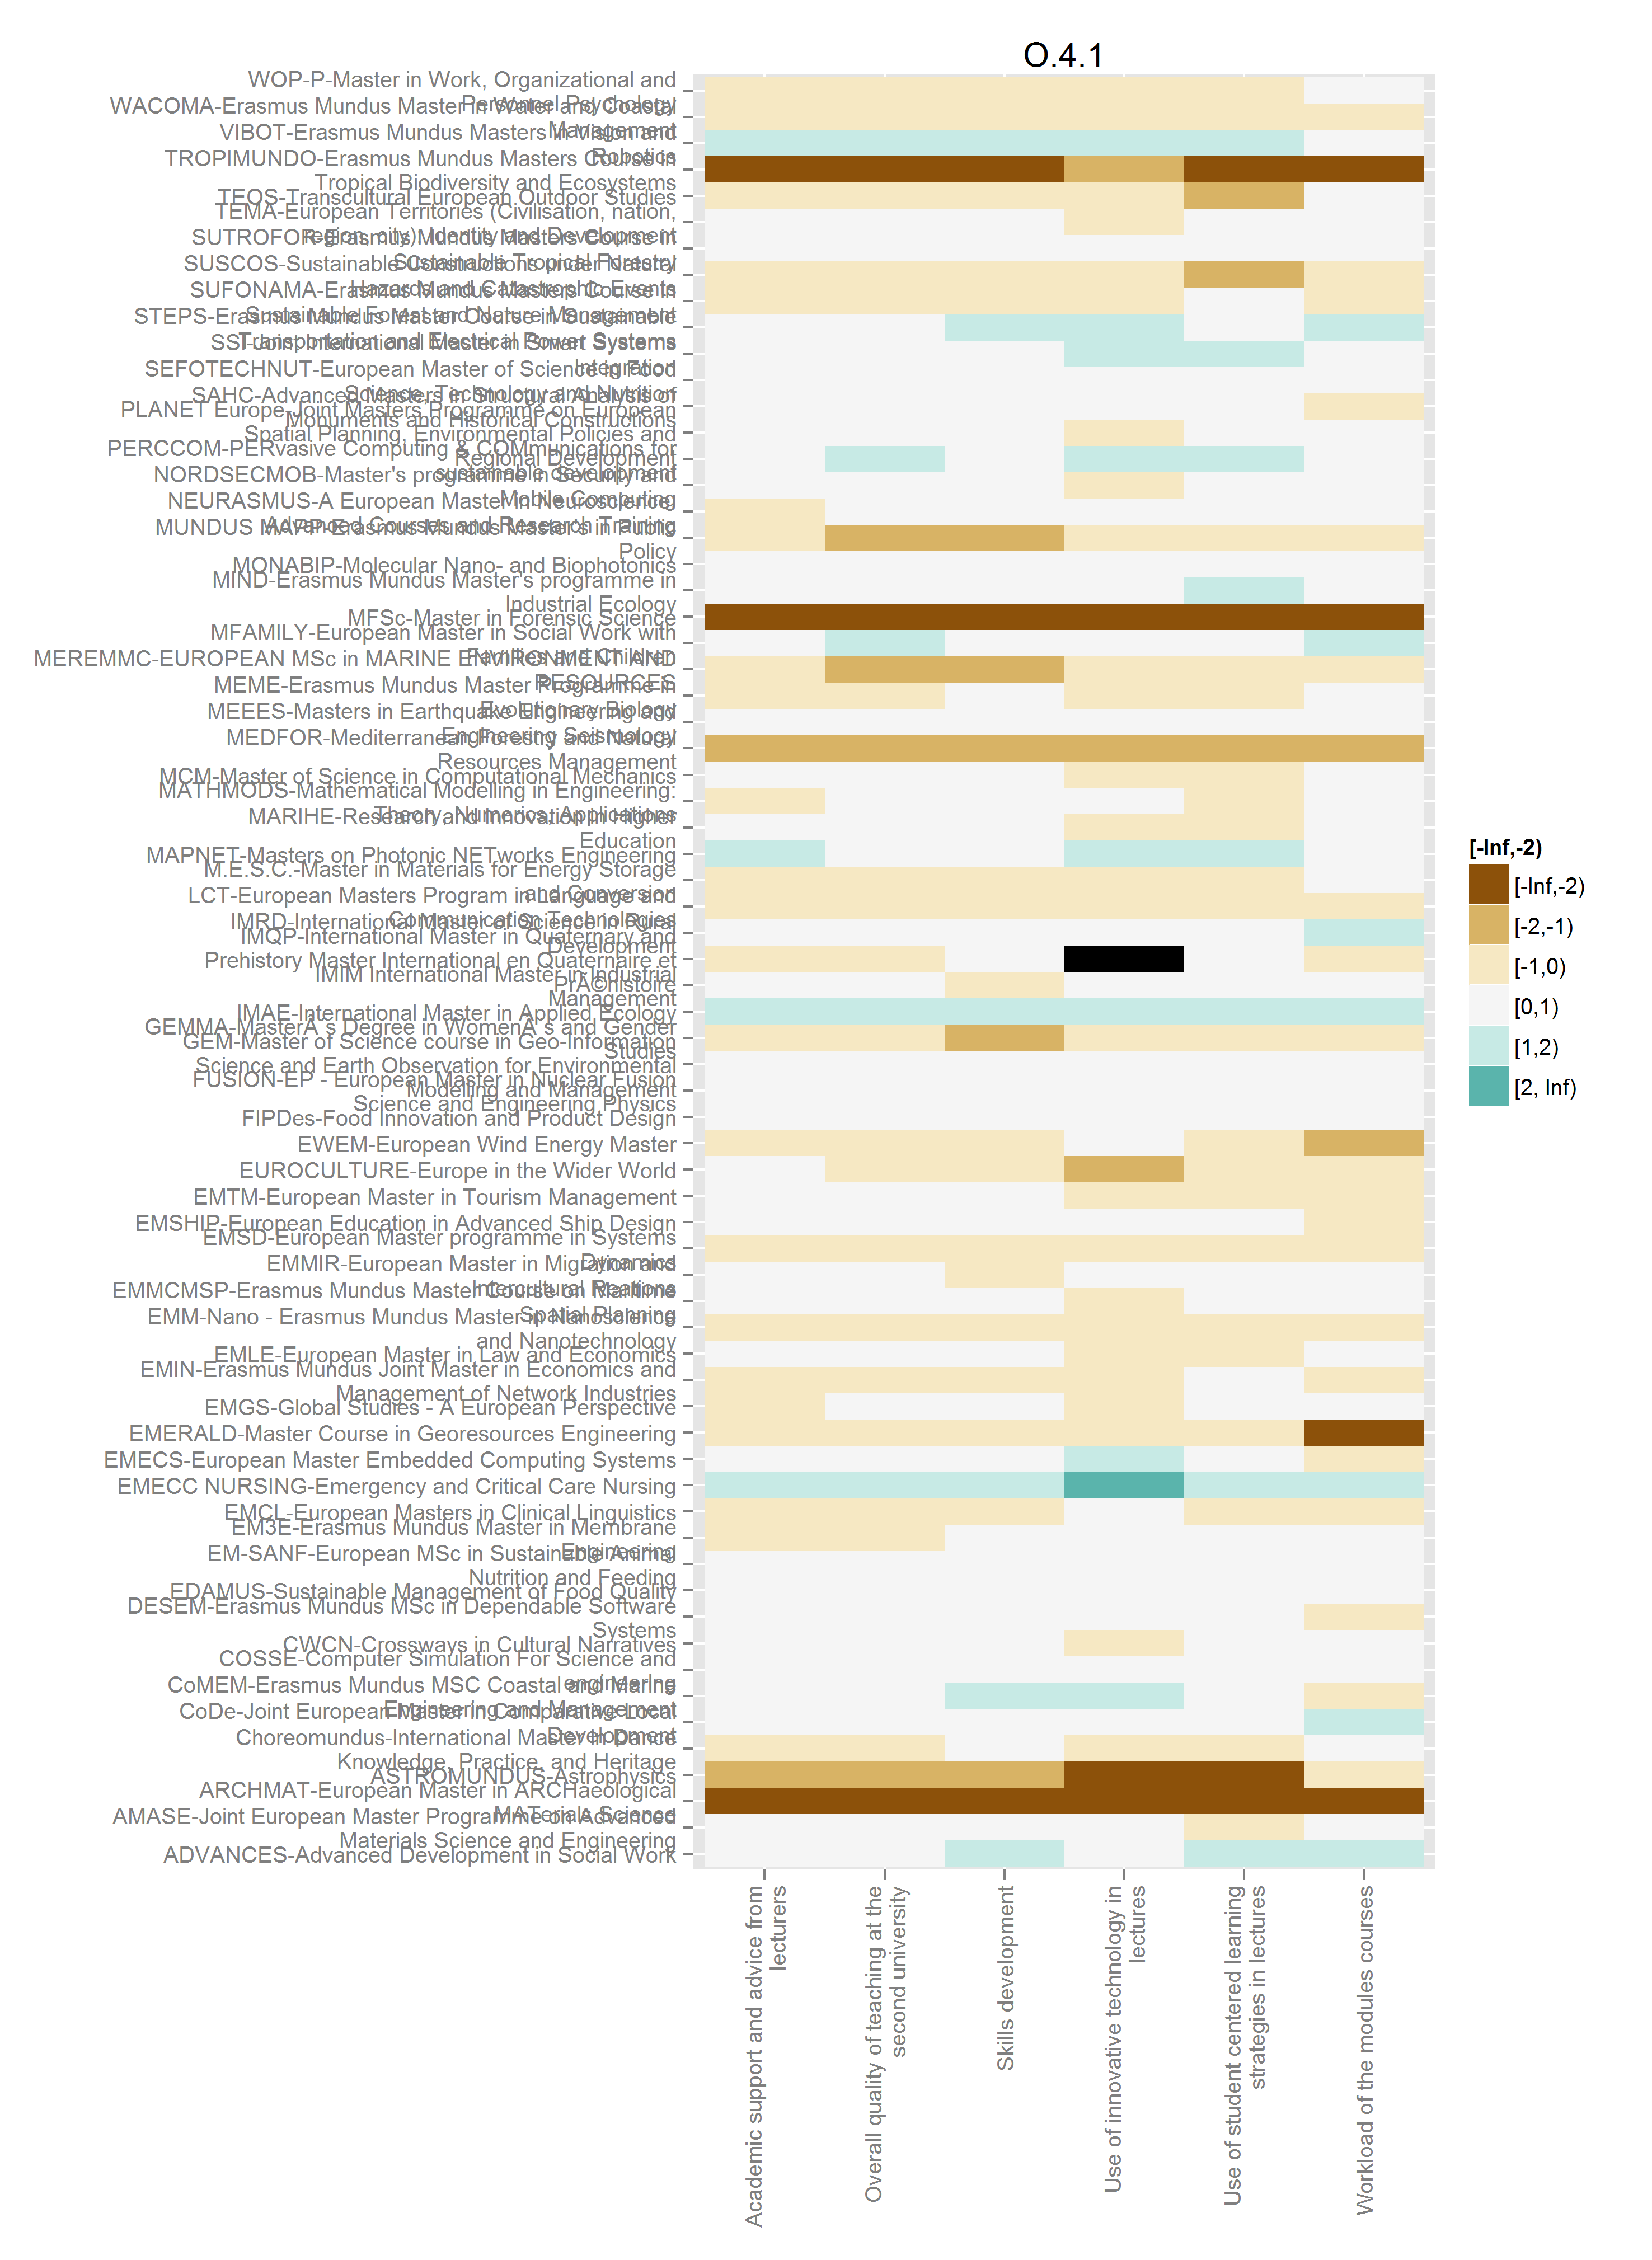 O.4.1
WOP-P-Master in Work, Organizational and
Personnel Psychology
WACOMA-Erasmus Mundus Master in Water and Coastal
Management
VIBOT-Erasmus Mundus Masters in Vision and
Robotics
TROPIMUNDO-Erasmus Mundus Masters Course in
Tropical Biodiversity and Ecosystems
TEOS-Transcultural European Outdoor Studies
TEMA-European Territories (Civilisation, nation,
region, city), Identity and Development
SUTROFOR-Erasmus Mundus Masters Course in
Sustainable Tropical Forestry
SUSCOS-Sustainable Constructions under Natural
Hazards and Catastrophic Events
SUFONAMA-Erasmus Mundus Masters Course in
Sustainable Forest and Nature Management
STEPS-Erasmus Mundus Master Course in Sustainable
Transportation and Electrical Power Systems
SSI-Joint International Master in Smart Systems
Integration
SEFOTECHNUT-European Master of Science in Food
Science, Technology and Nutrition
SAHC-Advanced Masters in Structural Analysis of
Monuments and Historical Constructions
PLANET Europe-Joint Masters Programme on European
Spatial Planning, Environmental Policies and
Regional Development
PERCCOM-PERvasive Computing & COMmunications for
sustainable development
NORDSECMOB-Master's programme in Security and
Mobile Computing
NEURASMUS-A European Master in Neuroscience:
Advanced Courses and Research Training
MUNDUS MAPP-Erasmus Mundus Master's in Public
Policy
MONABIP-Molecular Nano- and Biophotonics
MIND-Erasmus Mundus Master's programme in
Industrial Ecology
MFSc-Master in Forensic Science
MFAMILY-European Master in Social Work with
Families and Children
MEREMMC-EUROPEAN MSc in MARINE ENVIRONMENT AND
RESOURCES
MEME-Erasmus Mundus Master Programme in
Evolutionary Biology
MEEES-Masters in Earthquake Engineering and
Engineering Seismology
MEDFOR-Mediterranean Forestry and Natural
Resources Management
MCM-Master of Science in Computational Mechanics
MATHMODS-Mathematical Modelling in Engineering:
Theory, Numerics, Applications
MARIHE-Research and Innovation in Higher
Education
MAPNET-Masters on Photonic NETworks Engineering
M.E.S.C.-Master in Materials for Energy Storage
and Conversion
LCT-European Masters Program in Language and
Communication Technologies
IMRD-International Master of Science in Rural
Development
IMQP-International Master in Quaternary and
Prehistory Master International en Quaternaire et
PrÃ©histoire
IMIM International Master in Industrial
Management
IMAE-International Master in Applied Ecology
GEMMA-MasterÂ´s Degree in WomenÂ´s and Gender
Studies
GEM-Master of Science course in Geo-Information
Science and Earth Observation for Environmental
Modelling and Management
FUSION-EP - European Master in Nuclear Fusion
Science and Engineering Physics
FIPDes-Food Innovation and Product Design
EWEM-European Wind Energy Master
EUROCULTURE-Europe in the Wider World
EMTM-European Master in Tourism Management
EMSHIP-European Education in Advanced Ship Design
EMSD-European Master programme in Systems
Dynamics
EMMIR-European Master in Migration and
Intercultural Reations
EMMCMSP-Erasmus Mundus Master Course on Maritime
Spatial Planning
EMM-Nano - Erasmus Mundus Master in Nanoscience
and Nanotechnology
EMLE-European Master in Law and Economics
EMIN-Erasmus Mundus Joint Master in Economics and
Management of Network Industries
EMGS-Global Studies - A European Perspective
EMERALD-Master Course in Georesources Engineering
EMECS-European Master Embedded Computing Systems
EMECC NURSING-Emergency and Critical Care Nursing
EMCL-European Masters in Clinical Linguistics
EM3E-Erasmus Mundus Master in Membrane
Engineering
EM-SANF-European MSc in Sustainable Animal
Nutrition and Feeding
EDAMUS-Sustainable Management of Food Quality
DESEM-Erasmus Mundus MSc in Dependable Software
Systems
CWCN-Crossways in Cultural Narratives
COSSE-Computer Simulation For Science and
engineering
CoMEM-Erasmus Mundus MSC Coastal and Marine
Engineering and Management
CoDe-Joint European Master in Comparative Local
Development
Choreomundus-International Master in Dance
Knowledge, Practice, and Heritage
ASTROMUNDUS-Astrophysics
ARCHMAT-European Master in ARCHaeological
MATerials Science
AMASE-Joint European Master Programme on Advanced
Materials Science and Engineering
ADVANCES-Advanced Development in Social Work
Academic support and advice from
lecturers
Overall quality of teaching at the
second university
Skills development
Use of innovative technology in
lectures
Use of student centered learning
strategies in lectures
Workload of the modules courses
[-Inf,-2)
[-Inf,-2)
[-2,-1)
[-1,0)
[0,1)
[1,2)
[2, Inf)